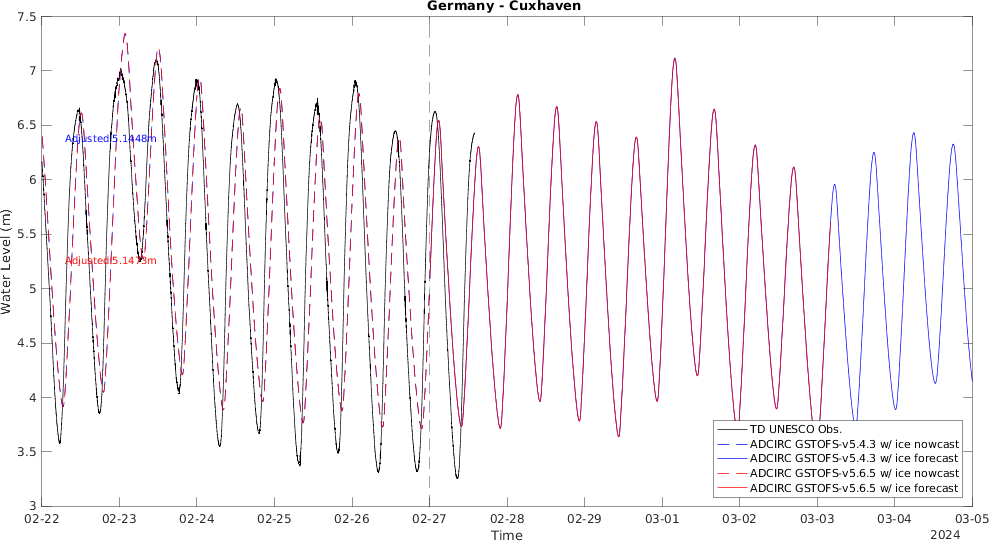 Germany - Cuxhaven
7.5
7
6.5
6
5.5
5
4.5
4
3.5
3
Water Level (m)
Adjusted 5.1448m
Adjusted 5.1473m
02-22 02-23 02-24 02-25 02-26 02-27 02-28 02-29 03-01 03-02 03-03 03-04 03-05
Time
2024
TD UNESCO Obs.
ADCIRC GSTOFS-v5.4.3 w/ ice nowcast
ADCIRC GSTOFS-v5.4.3 w/ ice forecast
ADCIRC GSTOFS-v5.6.5 w/ ice nowcast
ADCIRC GSTOFS-v5.6.5 w/ ice forecast